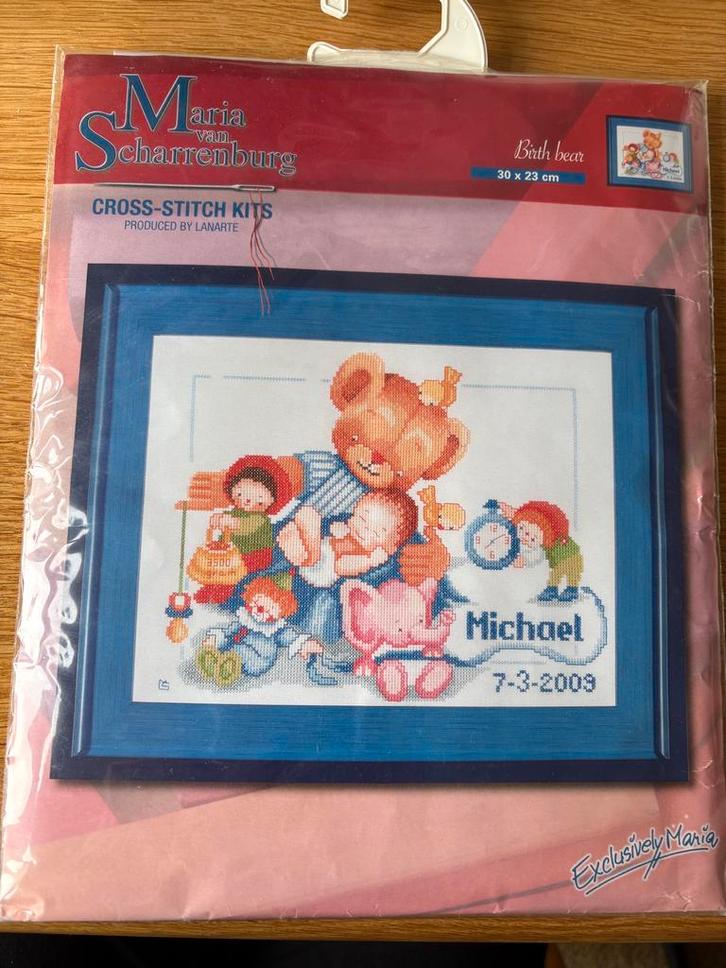 Maria
van
Scharrenburg
CROSS-STITCH KITS
PRODUCED BY LANARTE
Birth bear
30 x 23 cm
3500
Michael
7-3-2009
Exclusively Maria